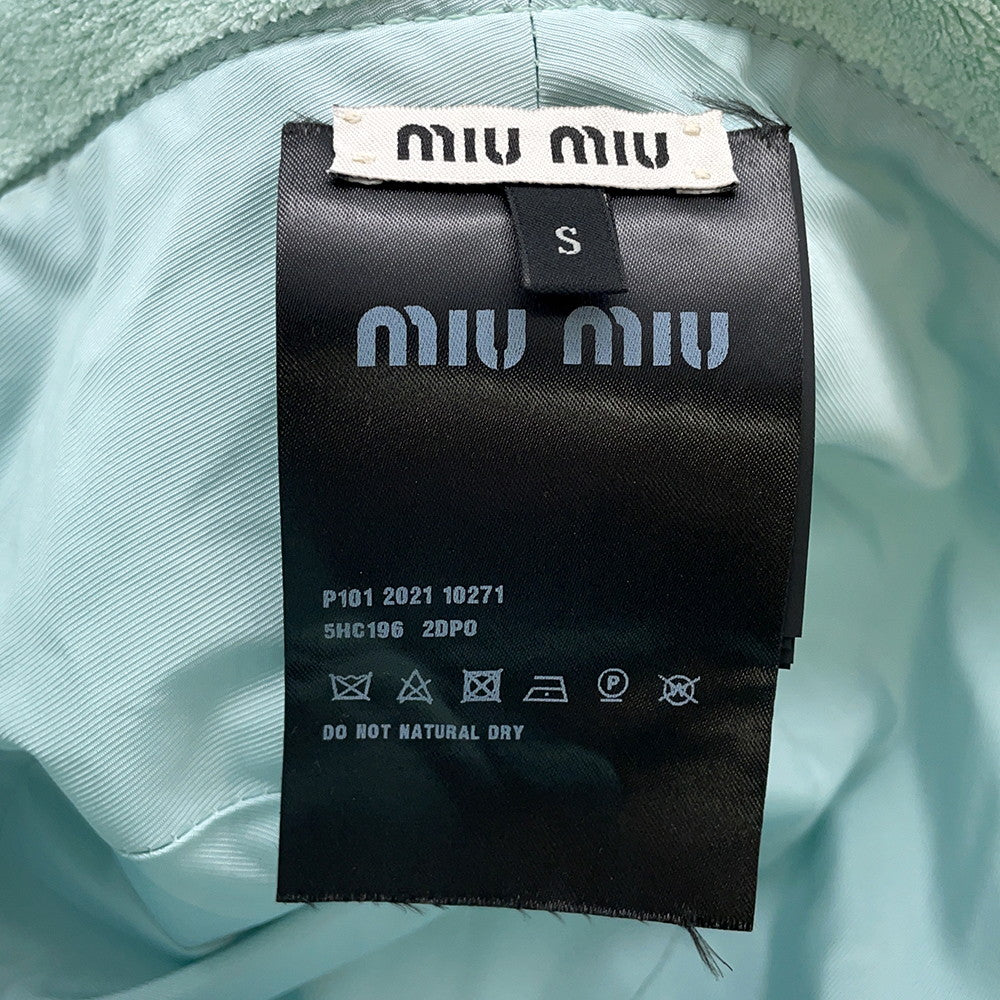 miu miu
S
miu miu
P101 2021 10271
5HC196 2DP0
P W
DO NOT NATURAL DRY